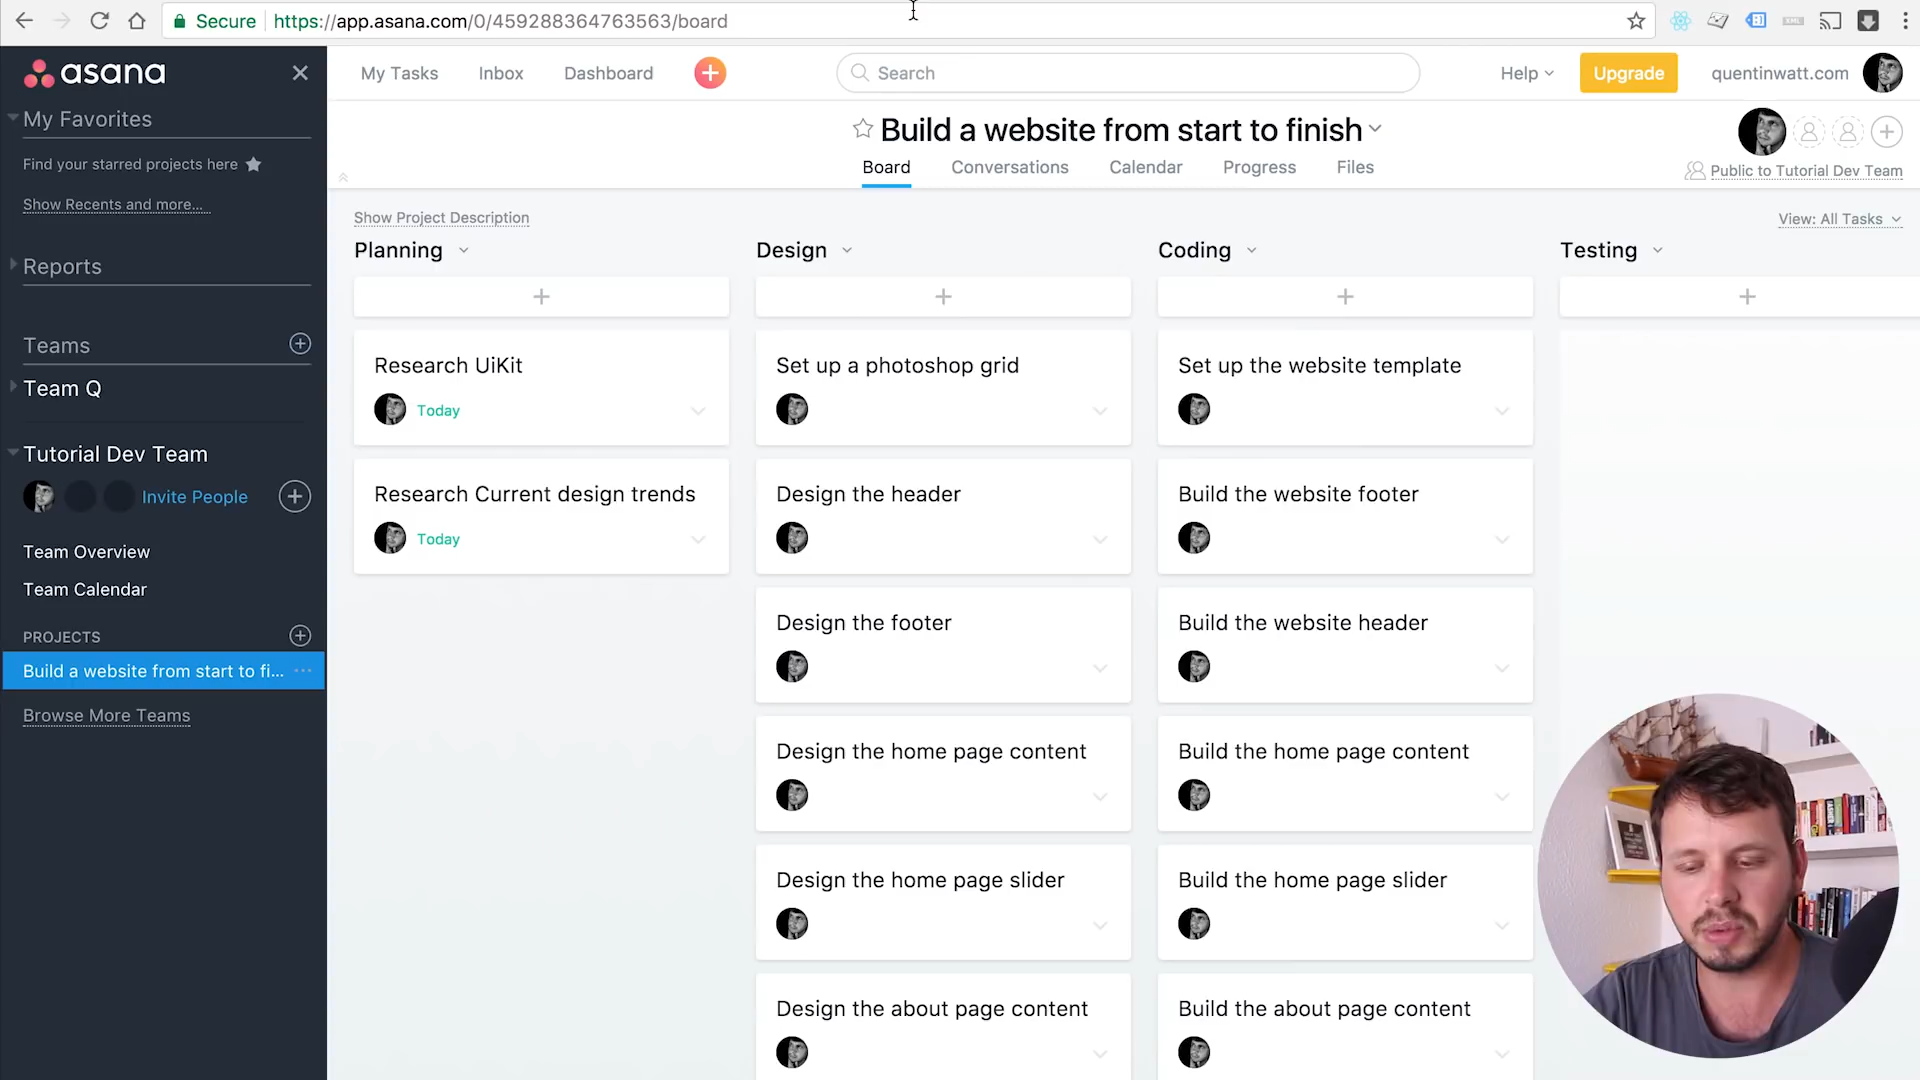 Secure
https://app.asana.com/0/459288364763563/board
asana
My Tasks
Inbox
Dashboard
Search
Help
Upgrade
quentinwatt.com
My Favorites
Find your starred projects here
Show Recents and more...
Reports
Teams
Team Q
Tutorial Dev Team
Invite People
Team Overview
Team Calendar
PROJECTS
Build a website from start to fi...
Browse More Teams
Build a website from start to finish
Board
Conversations
Calendar
Progress
Files
Public to Tutorial Dev Team
Show Project Description
View: All Tasks
Planning
Research UiKit
Today
Research Current design trends
Today
Design
Set up a photoshop grid
Design the header
Design the footer
Design the home page content
Design the home page slider
Design the about page content
Coding
Set up the website template
Build the website footer
Build the website header
Build the home page content
Build the home page slider
Build the about page content
Testing